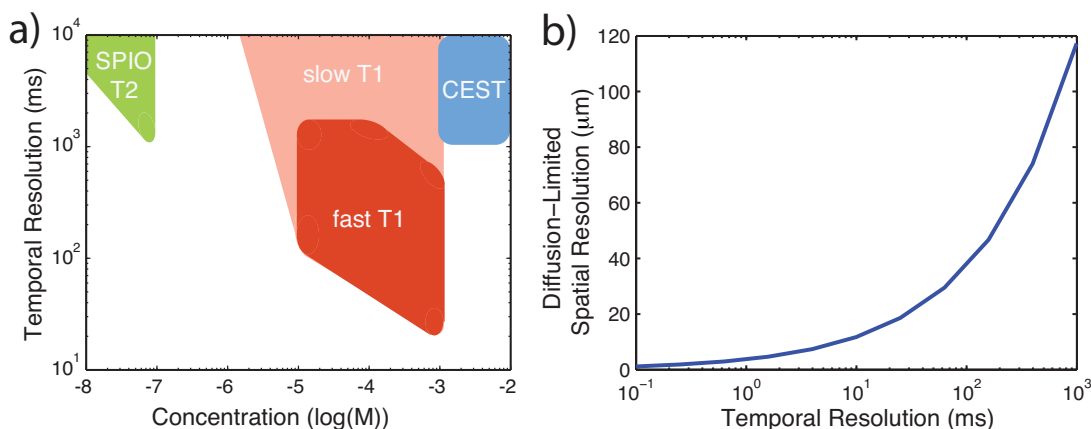 a)
Temporal Resolution (ms)
10^4
10^3
10^2
10^1
SPIO
T2
slow T1
CEST
fast T1
-8
-7
-6
-5
-4
-3
-2
Concentration (log(M))
b)
Diffusion−Limited
Spatial Resolution (μm)
120
100
80
60
40
20
0
10^−1
10^0
10^1
10^2
10^3
Temporal Resolution (ms)